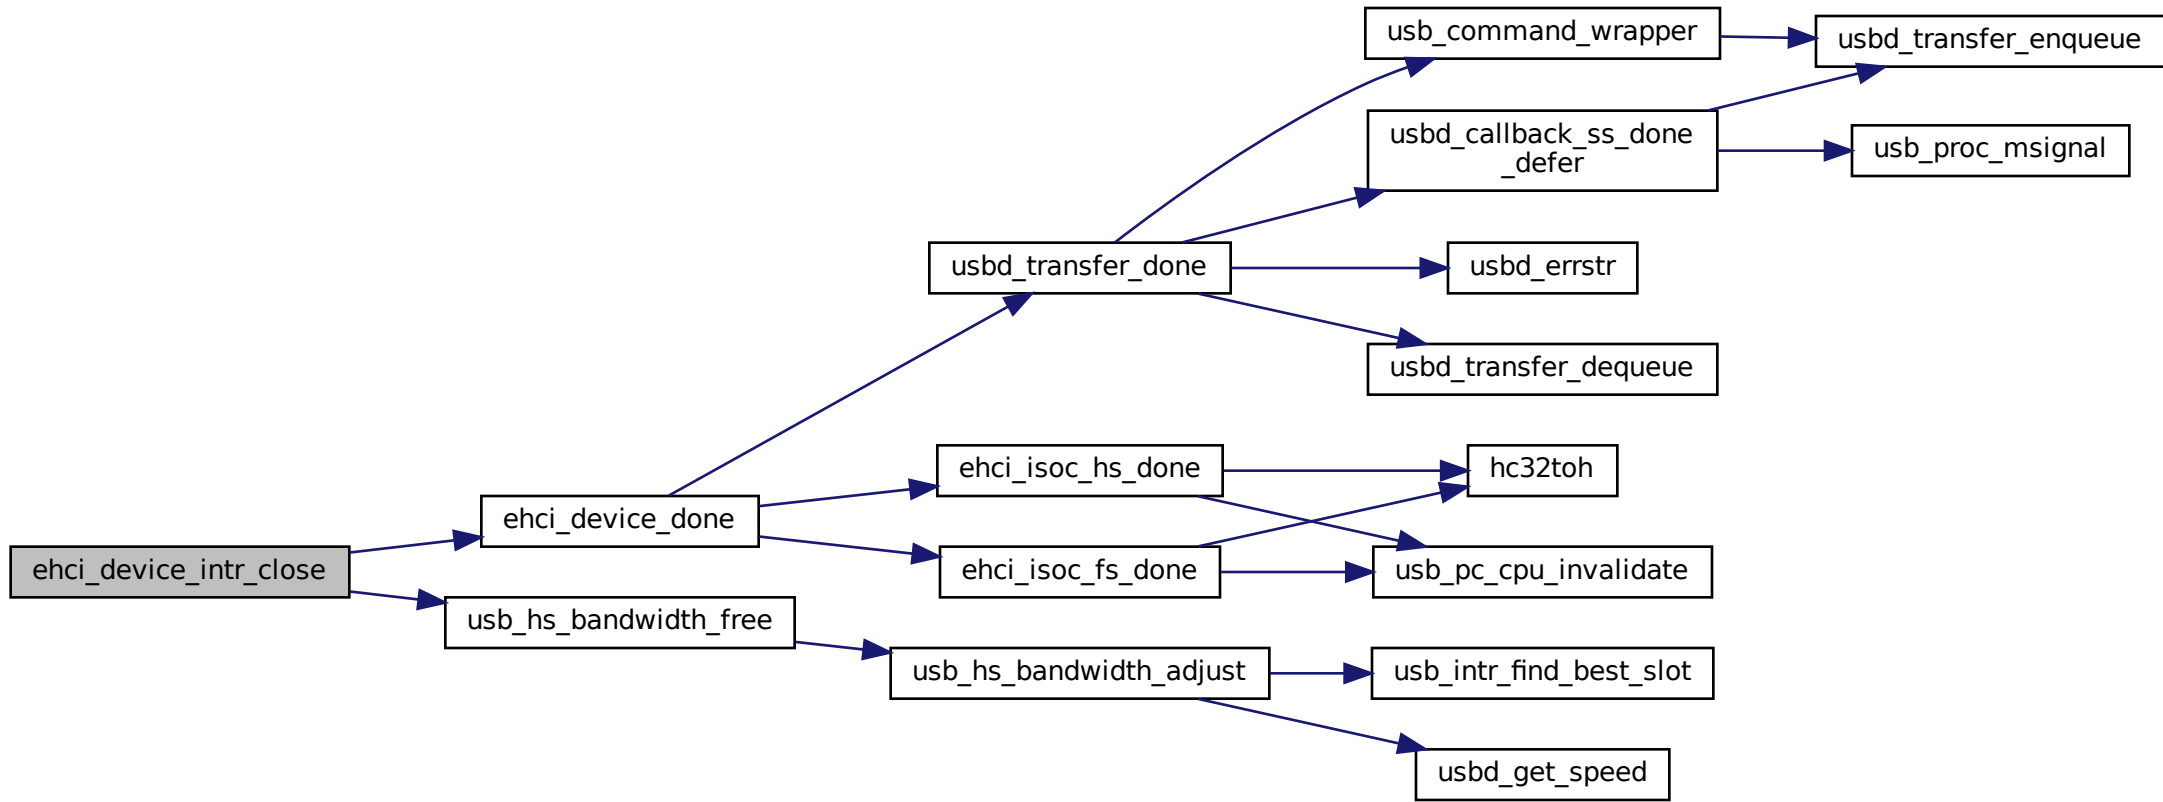 usb_command_wrapper
usbd_transfer_enqueue
usbd_callback_ss_done
_defer
usb_proc_msignal
usbd_transfer_done
usbd_errstr
usbd_transfer_dequeue
ehci_isoc_hs_done
hc32toh
ehci_device_done
ehci_device_intr_close
ehci_isoc_fs_done
usb_pc_cpu_invalidate
usb_hs_bandwidth_free
usb_hs_bandwidth_adjust
usb_intr_find_best_slot
usbd_get_speed